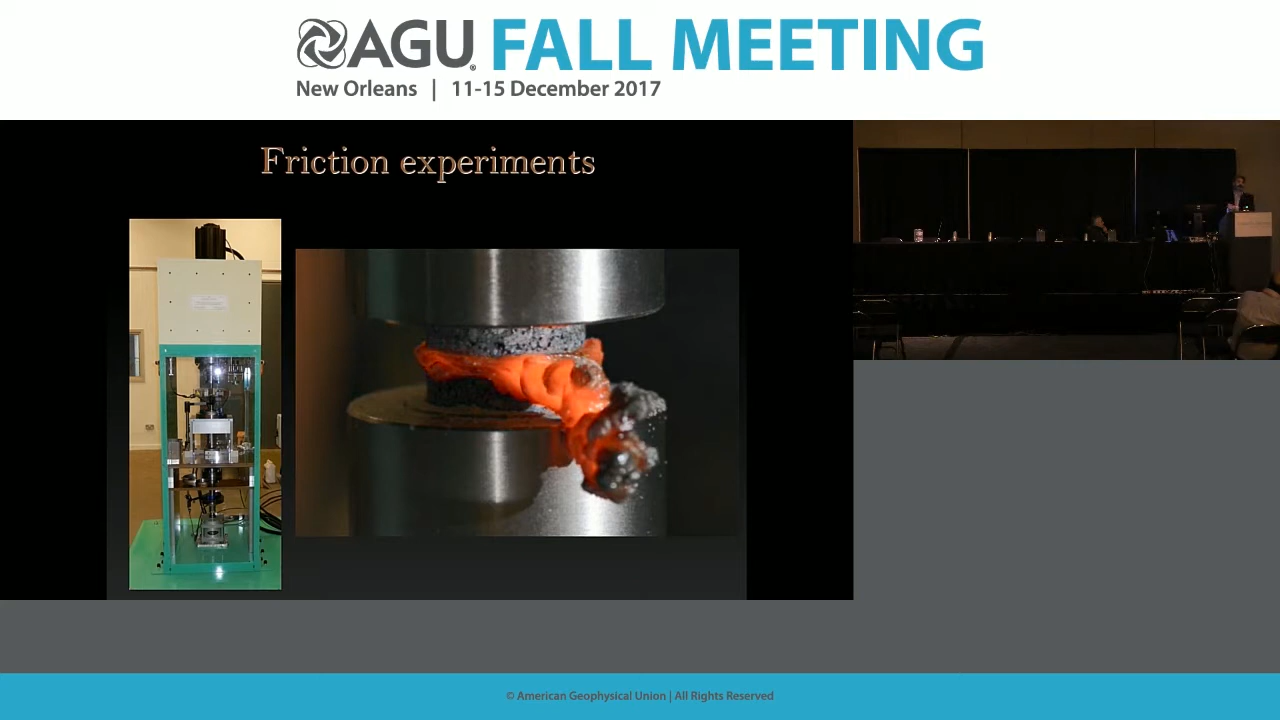 AGU FALL MEETING
New Orleans | 11-15 December 2017
Friction experiments
© American Geophysical Union | All Rights Reserved